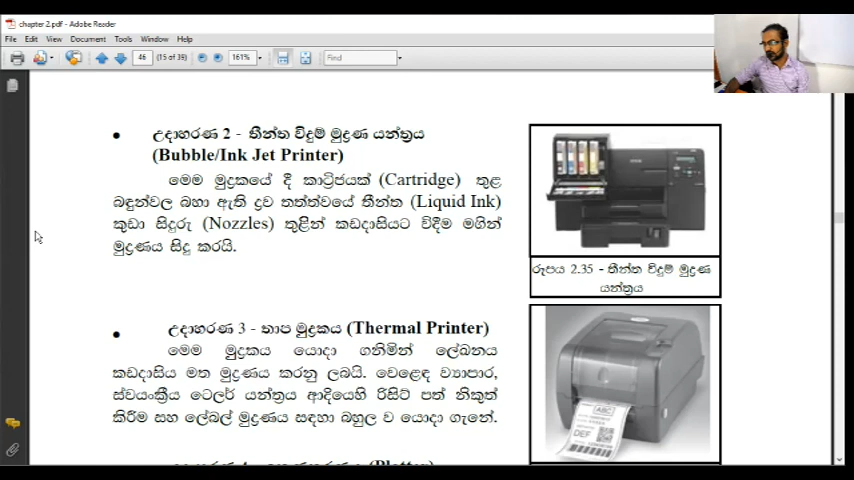 chapter 2.pdf - Adobe Reader
File Edit View Document Tools Window Help
46 (15 of 39) 161% Find
උදාහරණ 2 - තීන්ත විදුම් මුද්‍රණ යන්ත්‍රය
(Bubble/Ink Jet Printer)
මෙම මුද්‍රකයේ දී කාට්‍රිජයක් (Cartridge) තුළ
බඳුන්වල බහා ඇති ද්‍රව තත්ත්වයේ තීන්ත (Liquid Ink)
කුඩා සිදුරු (Nozzles) තුළින් කඩදාසියට විදීම මගින්
මුද්‍රණය සිදු කරයි.
රූපය 2.35 - තීන්ත විදුම් මුද්‍රණ
යන්ත්‍රය
උදාහරණ 3 - තාප මුද්‍රකය (Thermal Printer)
මෙම මුද්‍රකය යොදා ගනිමින් ලේඛනය
කඩදාසිය මත මුද්‍රණය කරනු ලබයි. වෙළෙඳ ව්‍යාපාර,
ස්වයංක්‍රීය ටෙලර් යන්ත්‍රය ආදියෙහි රිසිට් පත් නිකුත්
කිරීම සහ ලේබල් මුද්‍රණය සඳහා බහුල ව යොදා ගැනේ.
ABC
DEF